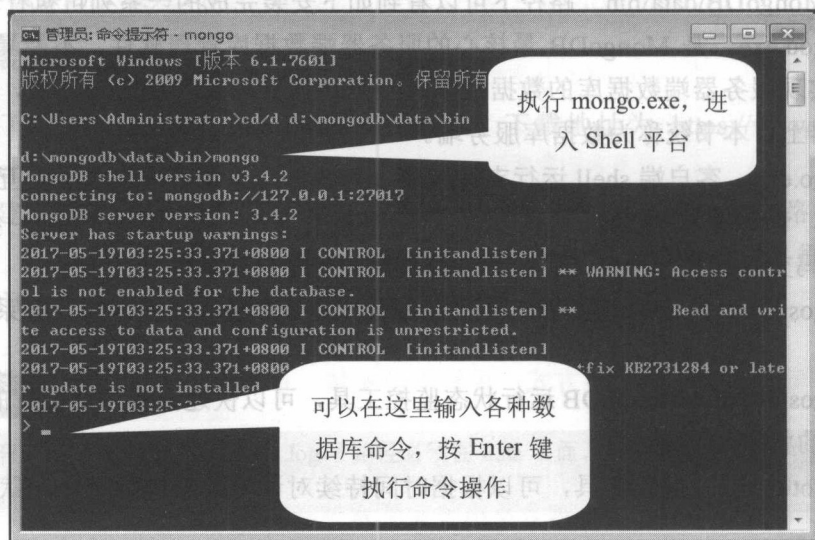 管理员: 命令提示符 - mongo
Microsoft Windows [版本 6.1.7601]
版权所有 (c) 2009 Microsoft Corporation。保留所有
C:\Users\Administrator>cd/d d:\mongodb\data\bin
d:\mongodb\data\bin>mongo
MongoDB shell version v3.4.2
connecting to: mongodb://127.0.0.1:27017
MongoDB server version: 3.4.2
Server has startup warnings:
2017-05-19T03:25:33.371+0800 I CONTROL  [initandlisten]
2017-05-19T03:25:33.371+0800 I CONTROL  [initandlisten] ** WARNING: Access contr
ol is not enabled for the database.
2017-05-19T03:25:33.371+0800 I CONTROL  [initandlisten] **          Read and wri
te access to data and configuration is unrestricted.
2017-05-19T03:25:33.371+0800 I CONTROL  [initandlisten]
2017-05-19T03:25:33.371+0800 tfix KB2731284 or late
r update is not installed
2017-05-19T03:25:
>
执行 mongo.exe，进
入 Shell 平台
可以在这里输入各种数
据库命令，按 Enter 键
执行命令操作